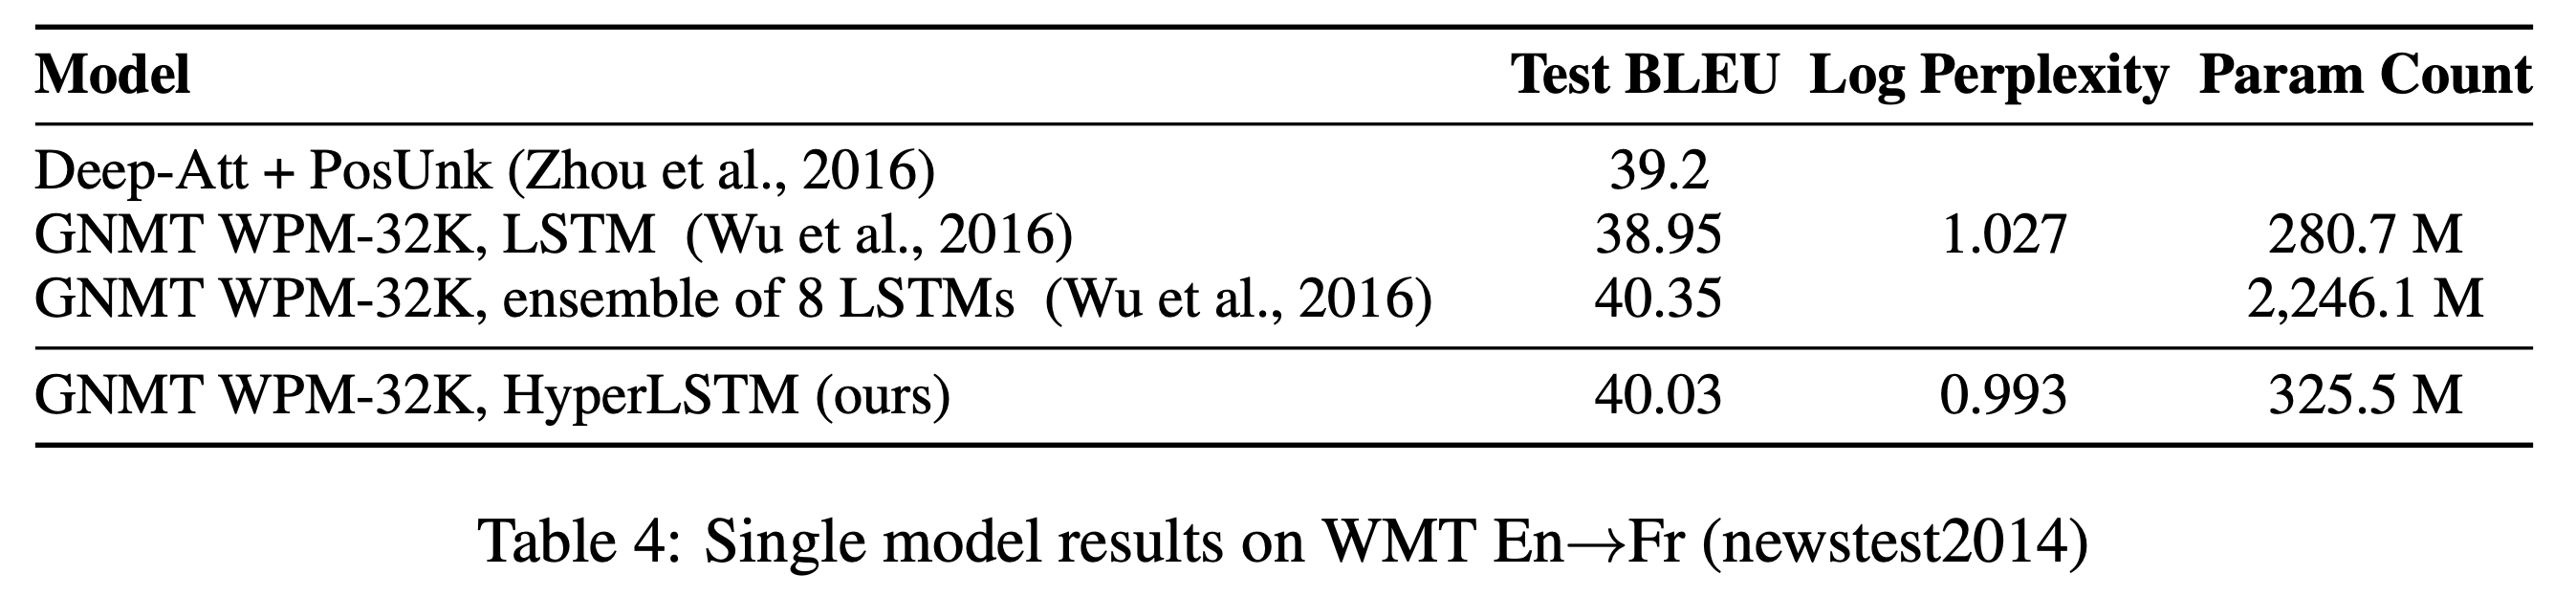 Model Test BLEU Log Perplexity Param Count
Deep-Att + PosUnk (Zhou et al., 2016) 39.2
GNMT WPM-32K, LSTM (Wu et al., 2016) 38.95 1.027 280.7 M
GNMT WPM-32K, ensemble of 8 LSTMs (Wu et al., 2016) 40.35 2,246.1 M
GNMT WPM-32K, HyperLSTM (ours) 40.03 0.993 325.5 M
Table 4: Single model results on WMT En→Fr (newstest2014)